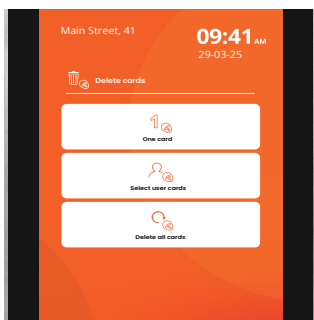 Main Street, 41
09:41 AM
29-03-25
Delete cards
1
One card
Select user cards
Delete all cards